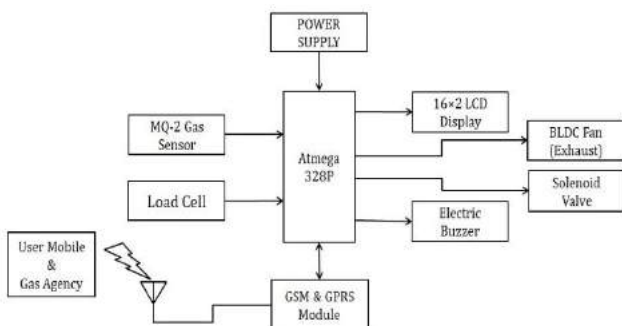 POWER
SUPPLY
MQ-2 Gas
Sensor
Load Cell
Atmega
328P
16×2 LCD
Display
BLDC Fan
(Exhaust)
Solenoid
Valve
Electric
Buzzer
User Mobile
&
Gas Agency
GSM & GPRS
Module